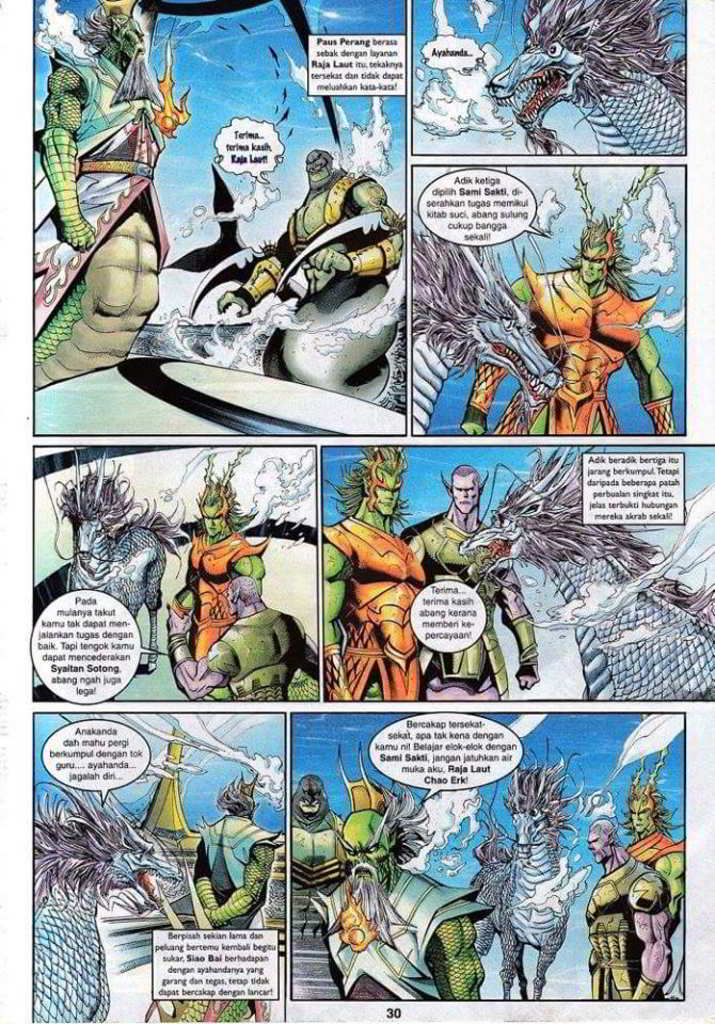 Paus Perang berasa
sebak dengan layanan
Raja Laut itu, tekaknya
tersekat dan tidak dapat
meluahkan kata-kata!
Terima...
terima kasih,
Raja Laut!
Ayahanda...
Adik ketiga
dipilih Sami Sakti, di-
serahkan tugas memikul
kitab suci, abang sulung
cukup bangga
sekali!
Pada
mulanya takut
kamu tak dapat men-
jalankan tugas dengan
baik. Tapi tengok kamu
dapat mencederakan
Syaitan Sotong,
abang ngah juga
lega!
Adik beradik bertiga itu
jarang berkumpul. Tetapi
daripada beberapa patah
perbualan singkat itu,
jelas terbukti hubungan
mereka akrab sekali!
Terima...
terima kasih
abang kerana
memberi ke-
percayaan!
Anakanda
dah mahu pergi
berkumpul dengan tok
guru.... ayahanda...
jagalah diri...
Berpisah sekian lama dan
peluang bertemu kembali begitu
sukar, Siao Bai berhadapan
dengan ayahandanya yang
garang dan tegas, tetap tidak
dapat bercakap dengan lancar!
Bercakap tersekat-
sekat, apa tak kena dengan
kamu ni! Belajar elok-elok dengan
Sami Sakti, jangan jatuhkan air
muka aku, Raja Laut
Chao Erk!
30